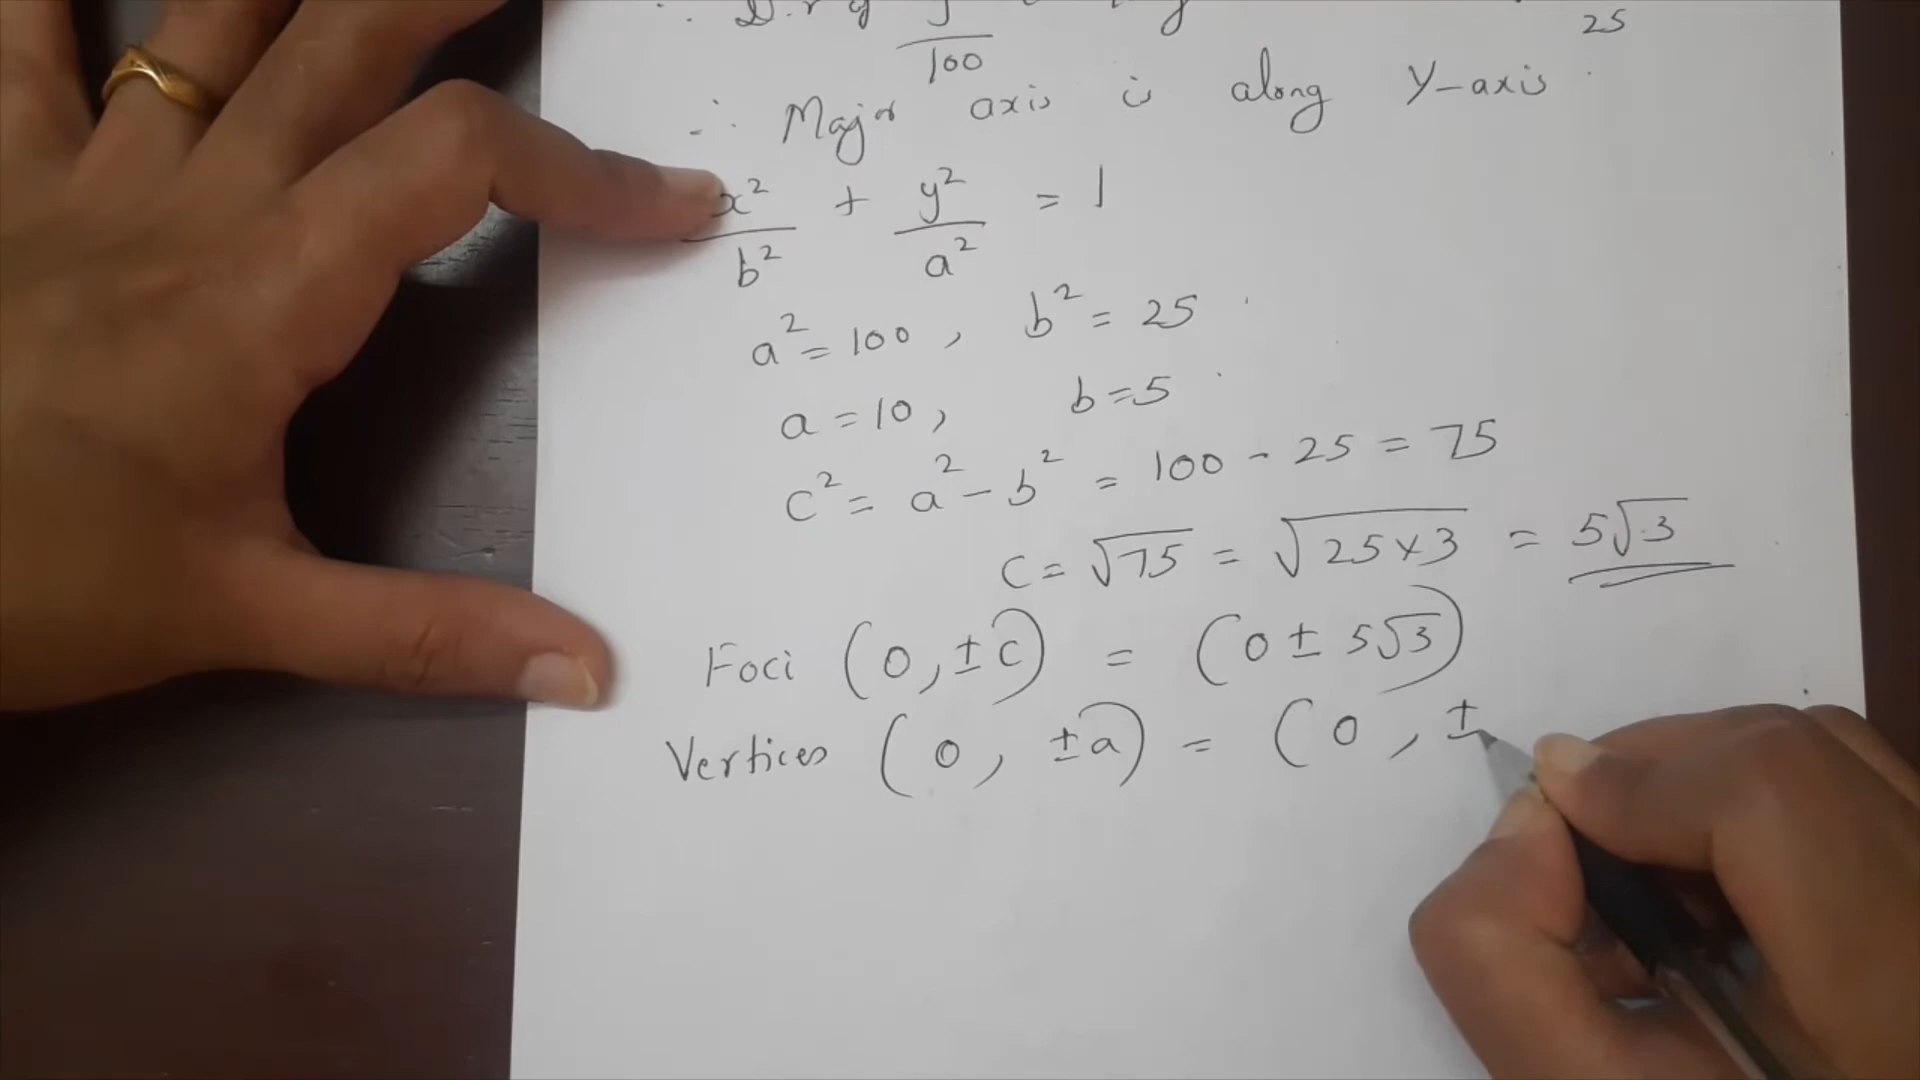 25
100
∴ Major axis is along Y-axis
x²/b² + y²/a² = 1
a² = 100 , b² = 25
a = 10 , b = 5
c² = a² - b² = 100 - 25 = 75
c = √75 = √25×3 = 5√3
Foci (0, ±c) = (0 ± 5√3)
Vertices (0, ±a) = (0, ±